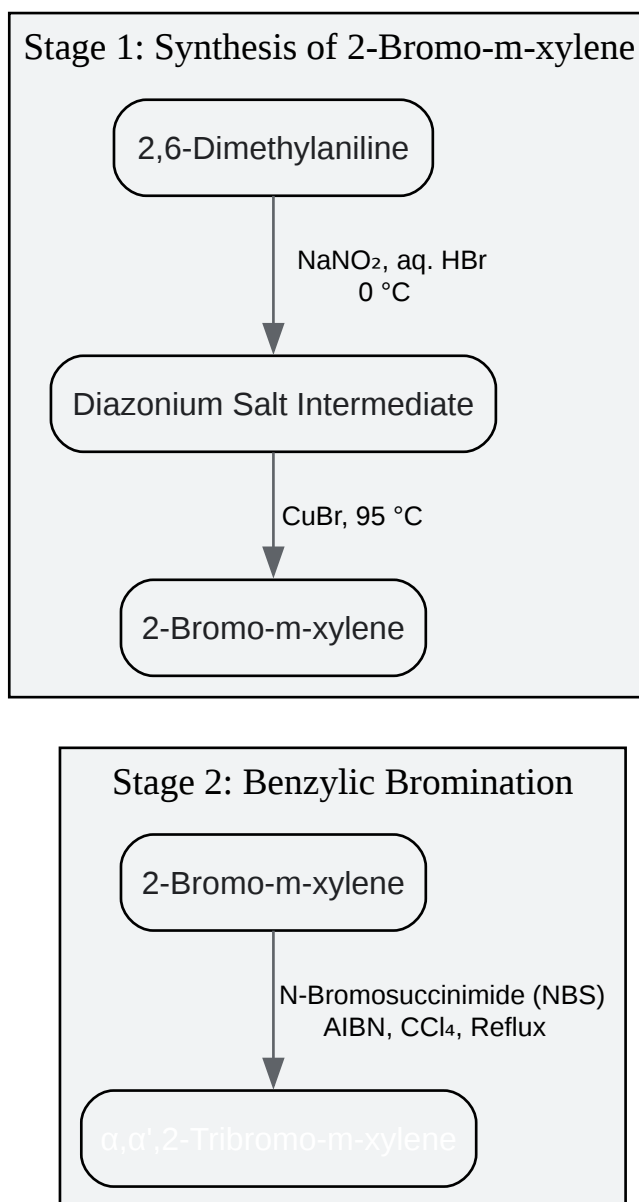 Stage 1: Synthesis of 2-Bromo-m-xylene
2,6-Dimethylaniline
NaNO₂, aq. HBr
0 °C
Diazonium Salt Intermediate
CuBr, 95 °C
2-Bromo-m-xylene
Stage 2: Benzylic Bromination
2-Bromo-m-xylene
N-Bromosuccinimide (NBS)
AIBN, CCl₄, Reflux
α,α',2-Tribromo-m-xylene